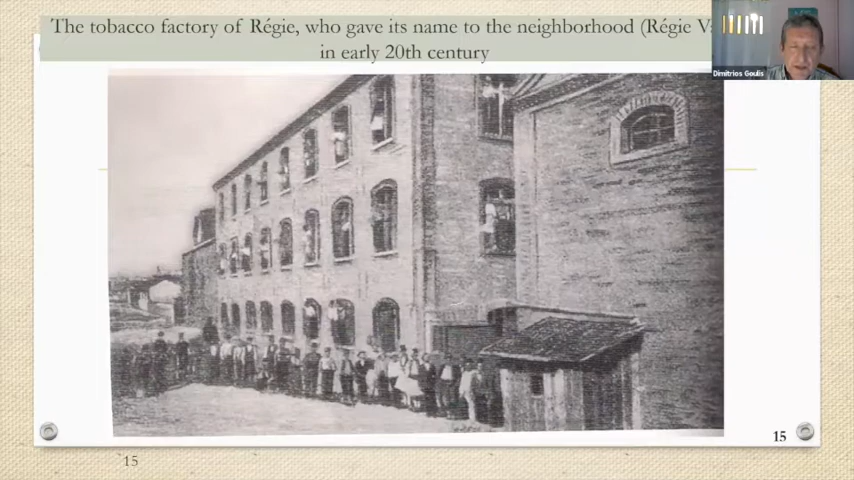 The tobacco factory of Régie, who gave its name to the neighborhood (Régie
in early 20th century
Dimitrios Goulis
15
15